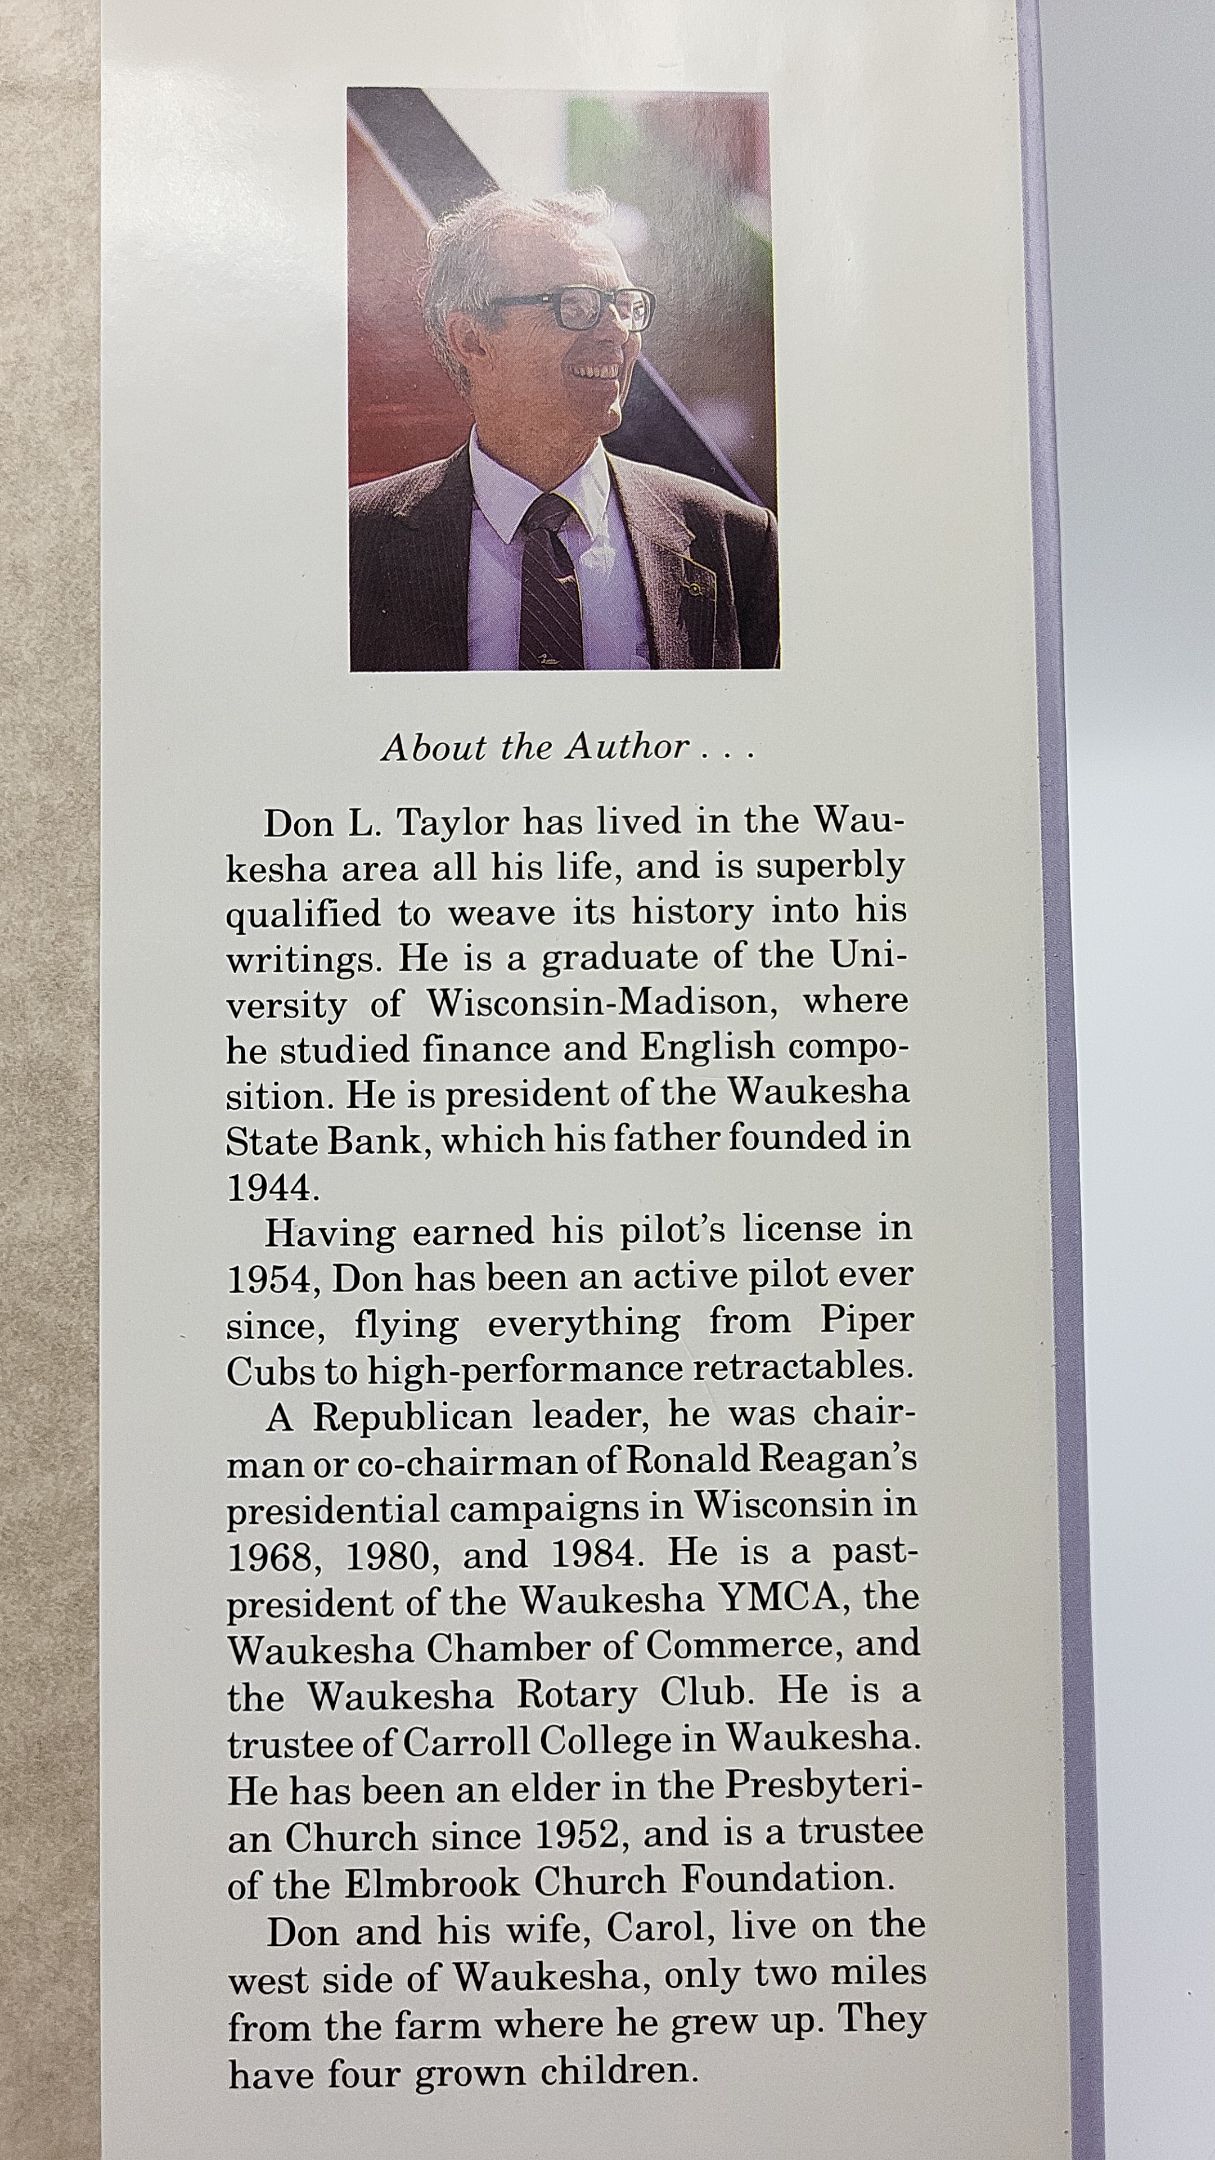 About the Author . . .
Don L. Taylor has lived in the Wau-
kesha area all his life, and is superbly
qualified to weave its history into his
writings. He is a graduate of the Uni-
versity of Wisconsin-Madison, where
he studied finance and English compo-
sition. He is president of the Waukesha
State Bank, which his father founded in
1944.
Having earned his pilot's license in
1954, Don has been an active pilot ever
since, flying everything from Piper
Cubs to high-performance retractables.
A Republican leader, he was chair-
man or co-chairman of Ronald Reagan's
presidential campaigns in Wisconsin in
1968, 1980, and 1984. He is a past-
president of the Waukesha YMCA, the
Waukesha Chamber of Commerce, and
the Waukesha Rotary Club. He is a
trustee of Carroll College in Waukesha.
He has been an elder in the Presbyteri-
an Church since 1952, and is a trustee
of the Elmbrook Church Foundation.
Don and his wife, Carol, live on the
west side of Waukesha, only two miles
from the farm where he grew up. They
have four grown children.